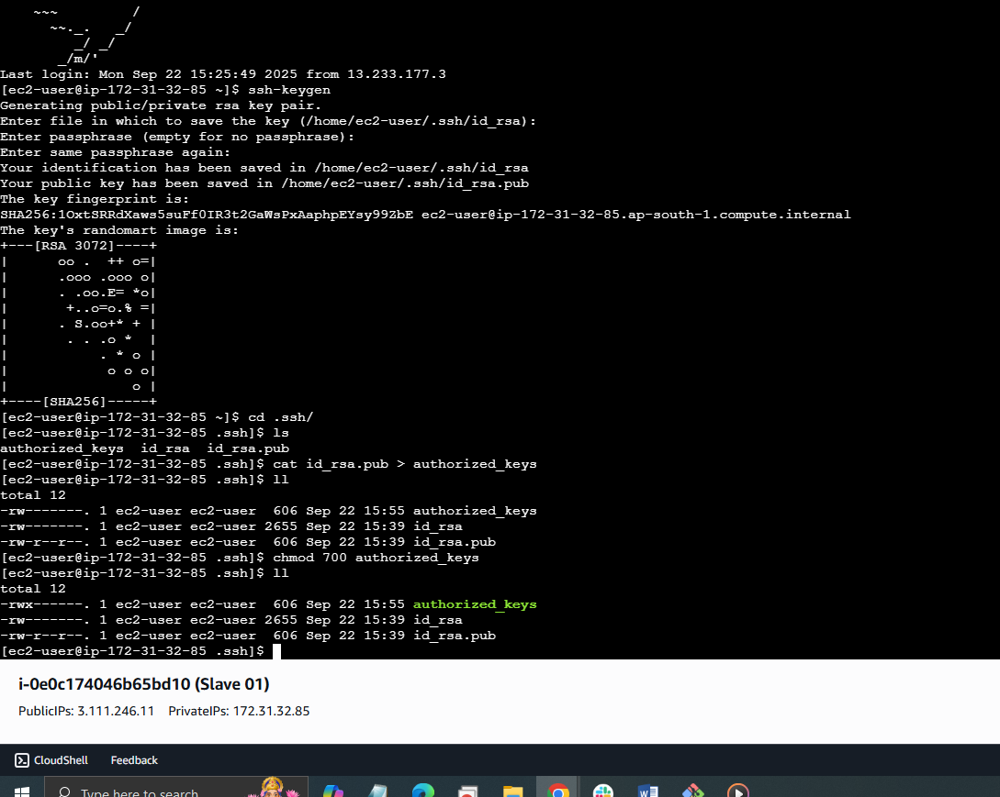 ~~~ /
~~._. _/
_/ _/
_/m/'
Last login: Mon Sep 22 15:25:49 2025 from 13.233.177.3
[ec2-user@ip-172-31-32-85 ~]$ ssh-keygen
Generating public/private rsa key pair.
Enter file in which to save the key (/home/ec2-user/.ssh/id_rsa):
Enter passphrase (empty for no passphrase):
Enter same passphrase again:
Your identification has been saved in /home/ec2-user/.ssh/id_rsa
Your public key has been saved in /home/ec2-user/.ssh/id_rsa.pub
The key fingerprint is:
SHA256:1OxtSRRdXaws5suFf0IR3t2GaWsPxAaphpEYsy99ZbE ec2-user@ip-172-31-32-85.ap-south-1.compute.internal
The key's randomart image is:
+---[RSA 3072]----+
|      oo .  ++ o=|
|      .ooo .ooo o|
|      . .oo.E= *o|
|       +..o=o.% =|
|      . S.oo+* + |
|       . . .o *  |
|           . * o |
|            o o o|
|               o |
+----[SHA256]-----+
[ec2-user@ip-172-31-32-85 ~]$ cd .ssh/
[ec2-user@ip-172-31-32-85 .ssh]$ ls
authorized_keys  id_rsa  id_rsa.pub
[ec2-user@ip-172-31-32-85 .ssh]$ cat id_rsa.pub > authorized_keys
[ec2-user@ip-172-31-32-85 .ssh]$ ll
total 12
-rw-------. 1 ec2-user ec2-user  606 Sep 22 15:55 authorized_keys
-rw-------. 1 ec2-user ec2-user 2655 Sep 22 15:39 id_rsa
-rw-r--r--. 1 ec2-user ec2-user  606 Sep 22 15:39 id_rsa.pub
[ec2-user@ip-172-31-32-85 .ssh]$ chmod 700 authorized_keys
[ec2-user@ip-172-31-32-85 .ssh]$ ll
total 12
-rwx------. 1 ec2-user ec2-user  606 Sep 22 15:55 authorized_keys
-rw-------. 1 ec2-user ec2-user 2655 Sep 22 15:39 id_rsa
-rw-r--r--. 1 ec2-user ec2-user  606 Sep 22 15:39 id_rsa.pub
[ec2-user@ip-172-31-32-85 .ssh]$
i-0e0c174046b65bd10 (Slave 01)
PublicIPs: 3.111.246.11 PrivateIPs: 172.31.32.85
CloudShell Feedback
Type here to search